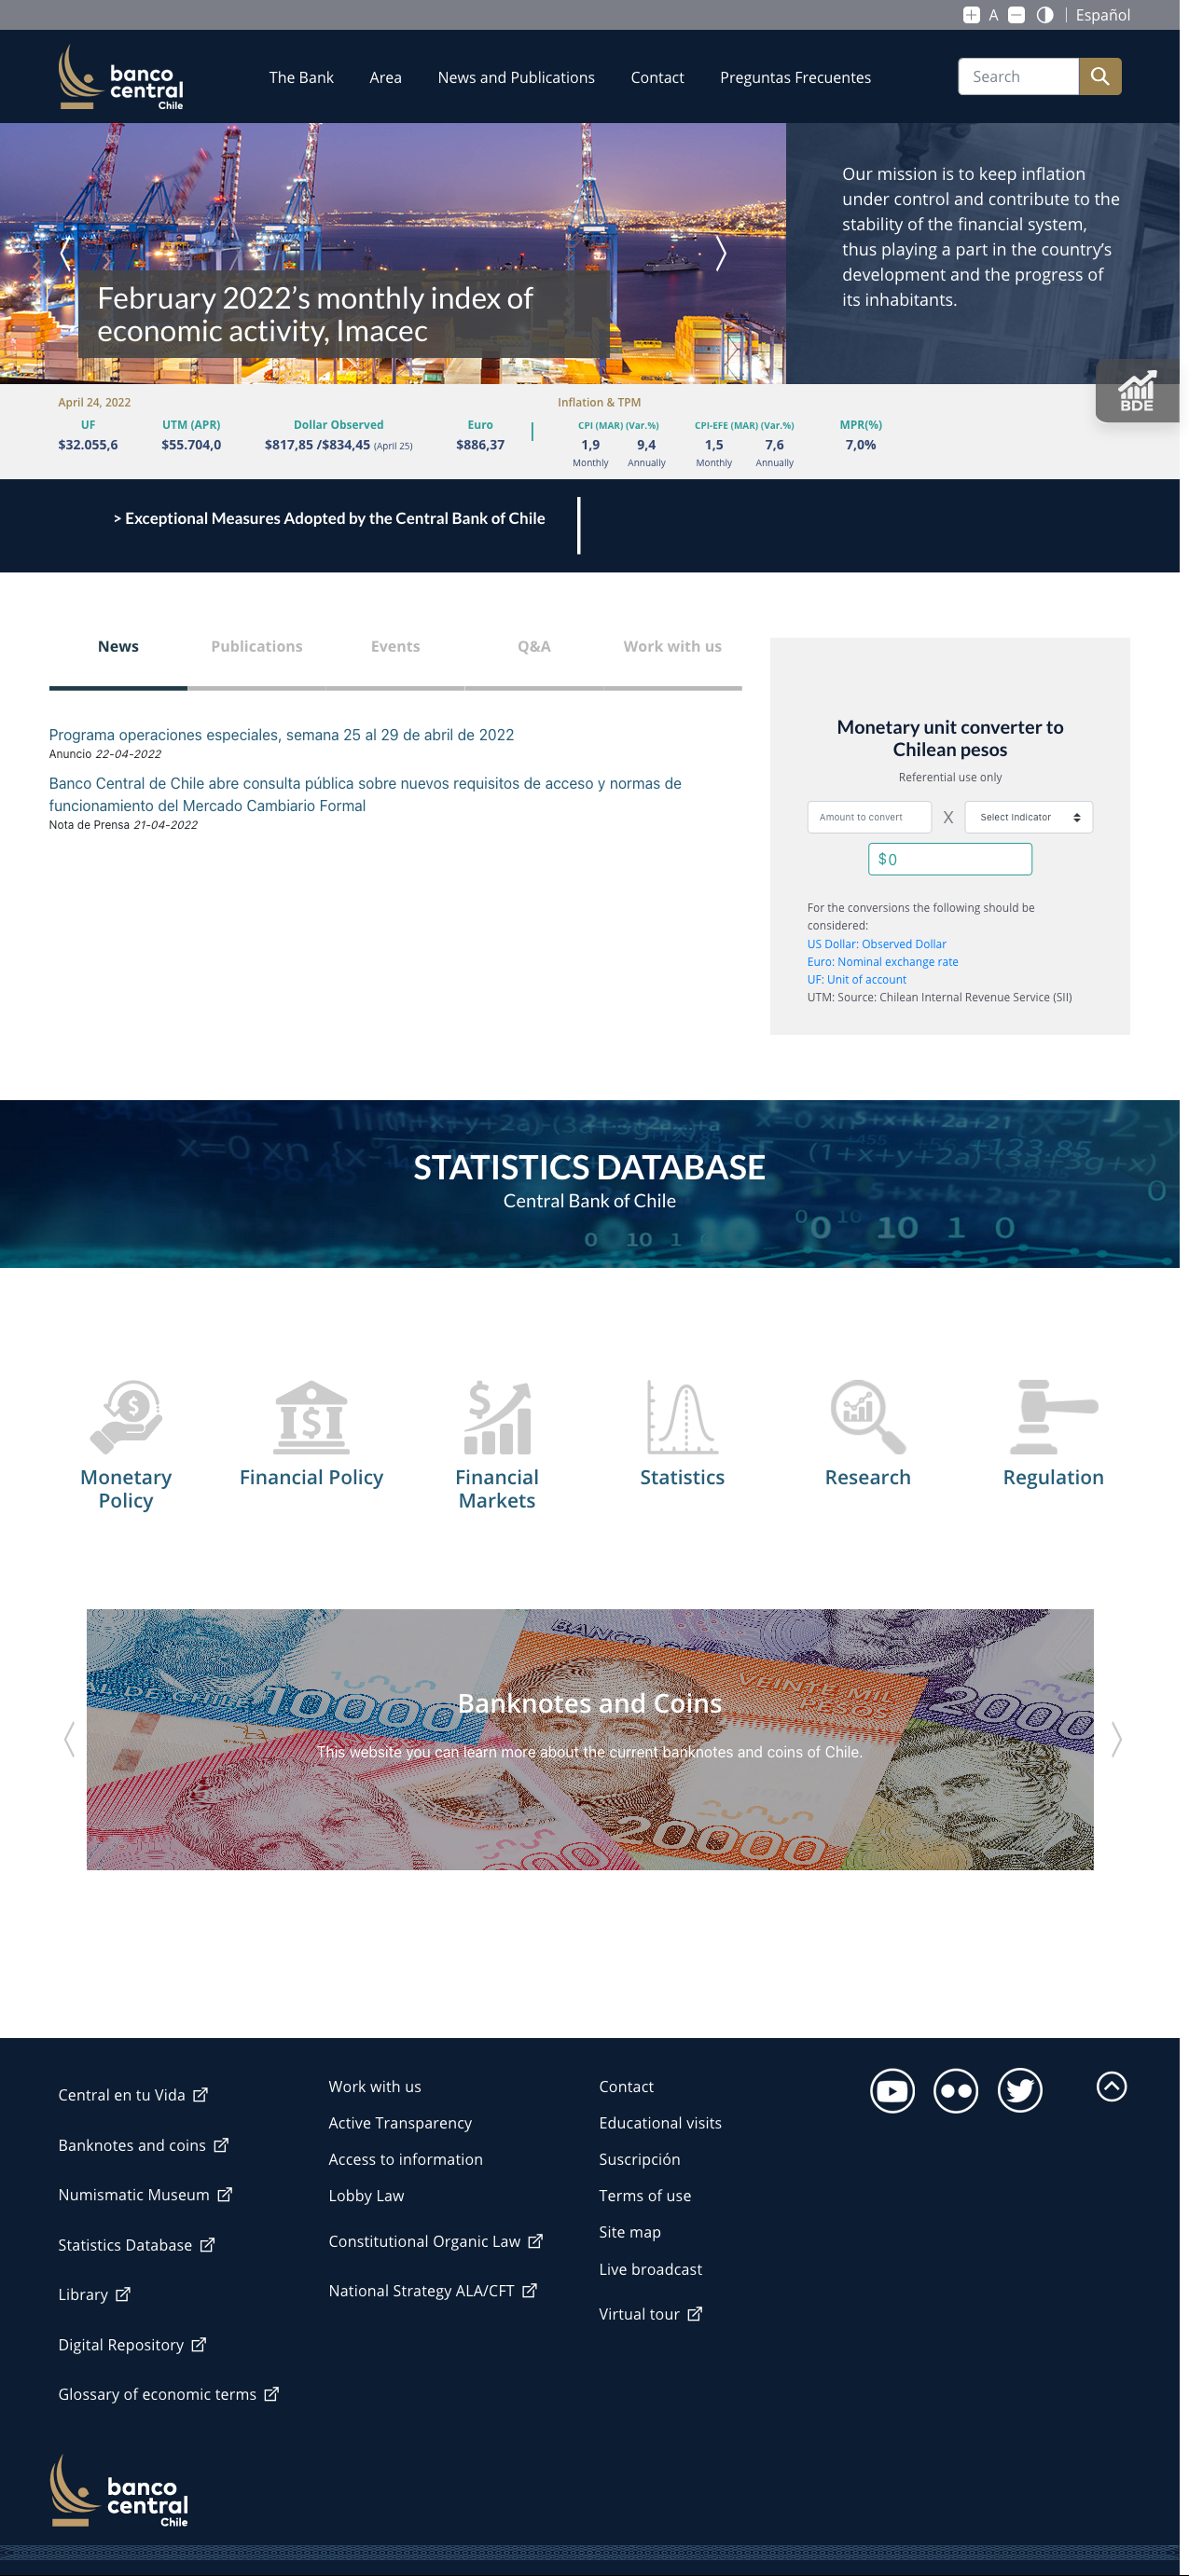 A
Español
banco
central
Chile
The Bank
Area
News and Publications
Contact
Preguntas Frecuentes
Search
February 2022’s monthly index of
economic activity, Imacec
Our mission is to keep inflation
under control and contribute to the
stability of the financial system,
thus playing a part in the country’s
development and the progress of
its inhabitants.
BDE
April 24, 2022
UF
$32.055,6
UTM (APR)
$55.704,0
Dollar Observed
$817,85 /$834,45 (April 25)
Euro
$886,37
Inflation & TPM
CPI (MAR) (Var.%)
1,9
Monthly
9,4
Annually
CPI-EFE (MAR) (Var.%)
1,5
Monthly
7,6
Annually
MPR(%)
7,0%
> Exceptional Measures Adopted by the Central Bank of Chile
News
Publications
Events
Q&A
Work with us
Programa operaciones especiales, semana 25 al 29 de abril de 2022
Anuncio 22-04-2022
Banco Central de Chile abre consulta pública sobre nuevos requisitos de acceso y normas de
funcionamiento del Mercado Cambiario Formal
Nota de Prensa 21-04-2022
Monetary unit converter to
Chilean pesos
Referential use only
Amount to convert
X
Select Indicator
$0
For the conversions the following should be
considered:
US Dollar: Observed Dollar
Euro: Nominal exchange rate
UF: Unit of account
UTM: Source: Chilean Internal Revenue Service (SII)
STATISTICS DATABASE
Central Bank of Chile
Monetary
Policy
Financial Policy
Financial
Markets
Statistics
Research
Regulation
Banknotes and Coins
This website you can learn more about the current banknotes and coins of Chile.
10000
VEINTE MIL
PESOS
20000
Central en tu Vida
Banknotes and coins
Numismatic Museum
Statistics Database
Library
Digital Repository
Glossary of economic terms
Work with us
Active Transparency
Access to information
Lobby Law
Constitutional Organic Law
National Strategy ALA/CFT
Contact
Educational visits
Suscripción
Terms of use
Site map
Live broadcast
Virtual tour
banco
central
Chile